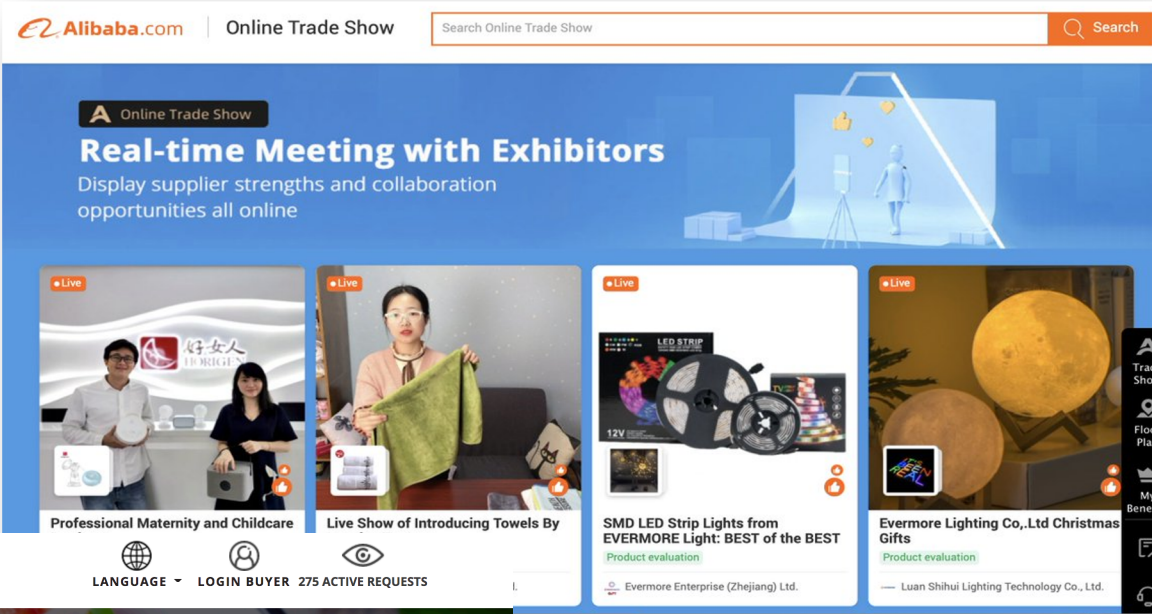 Alibaba.com
Online Trade Show
Search Online Trade Show
Search
Online Trade Show
Real-time Meeting with Exhibitors
Display supplier strengths and collaboration
opportunities all online
Live
好女人
HORIGEN
Professional Maternity and Childcare
Live
Live Show of Introducing Towels By
Live
LED STRIP
12V
SMD LED Strip Lights from
EVERMORE Light: BEST of the BEST
Product evaluation
Evermore Enterprise (Zhejiang) Ltd.
Live
Evermore Lighting Co,.Ltd Christmas
Gifts
Product evaluation
Luan Shihui Lighting Technology Co., Ltd.
My
LANGUAGE
LOGIN BUYER
275 ACTIVE REQUESTS